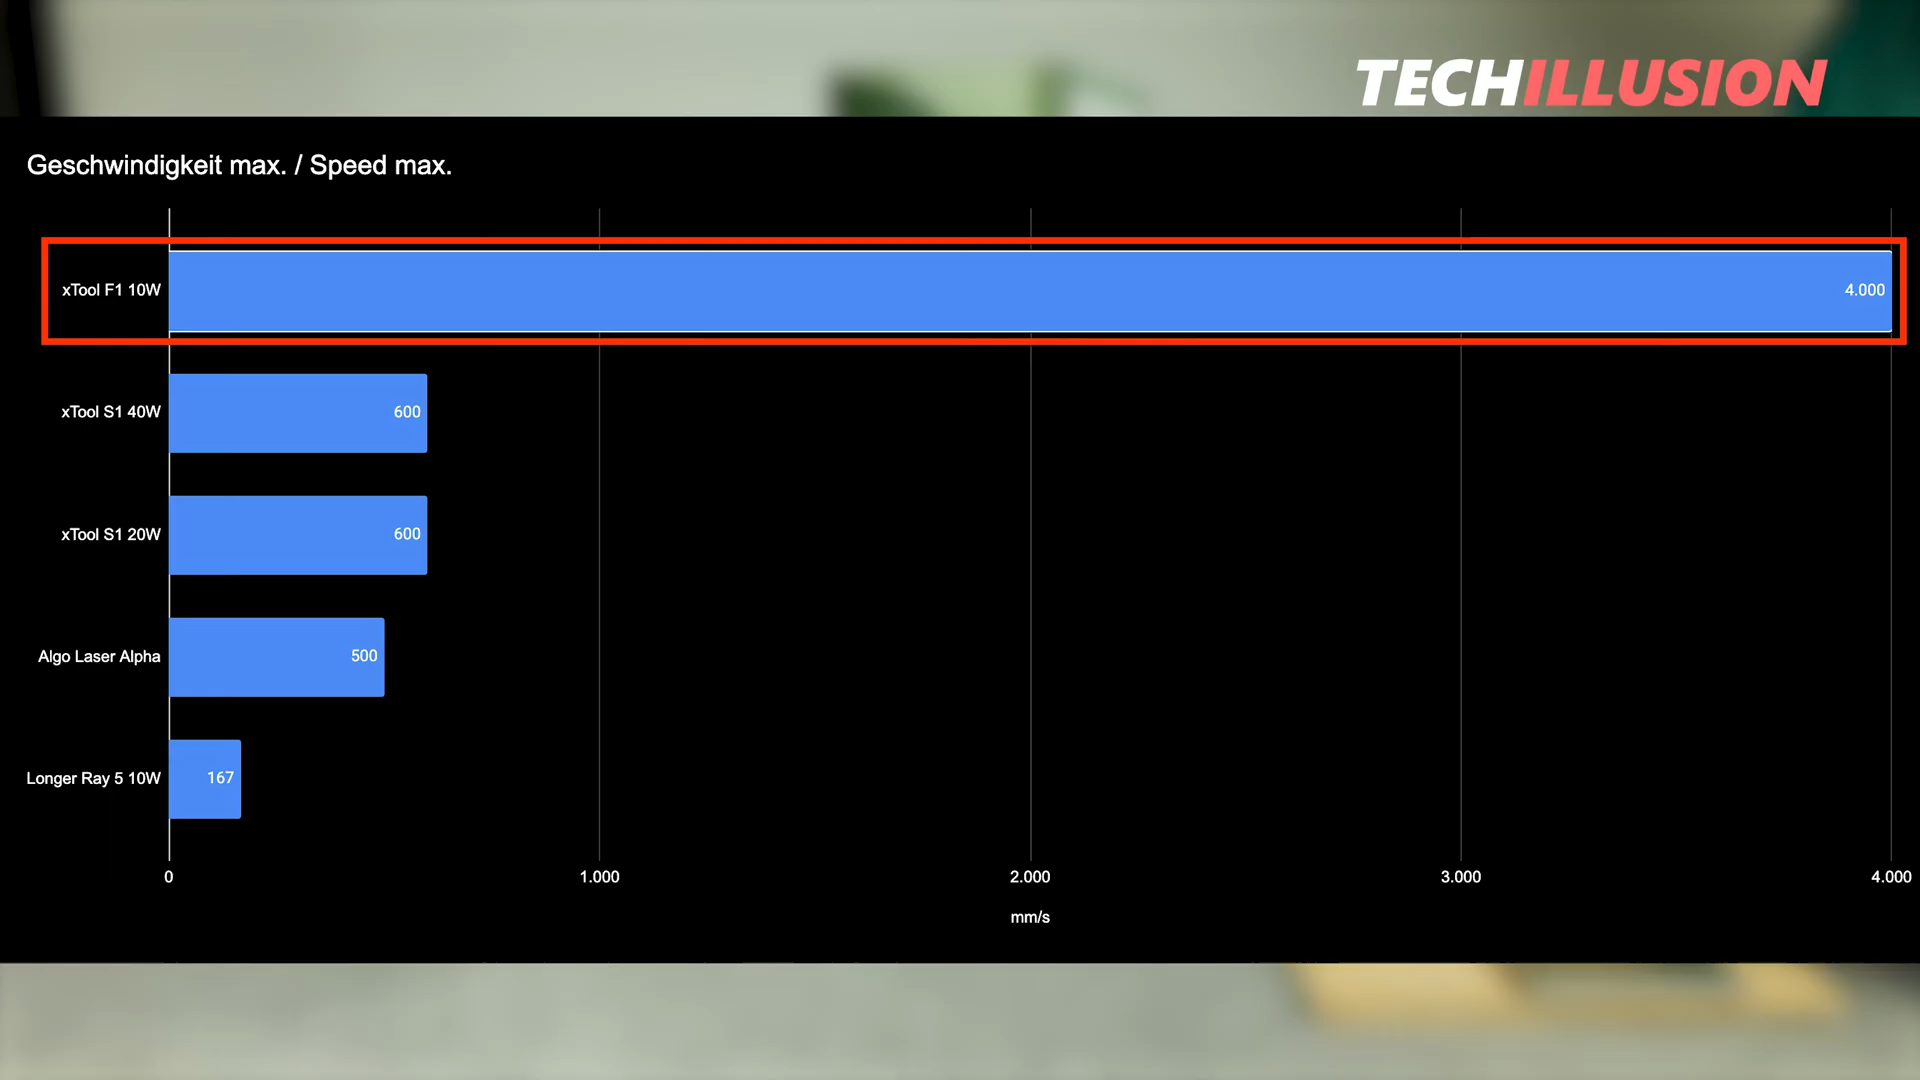 TECHILLUSION
Geschwindigkeit max. / Speed max.
xTool F1 10W
4.000
xTool S1 40W
600
xTool S1 20W
600
Algo Laser Alpha
500
Longer Ray 5 10W
167
0
1.000
2.000
3.000
4.000
mm/s